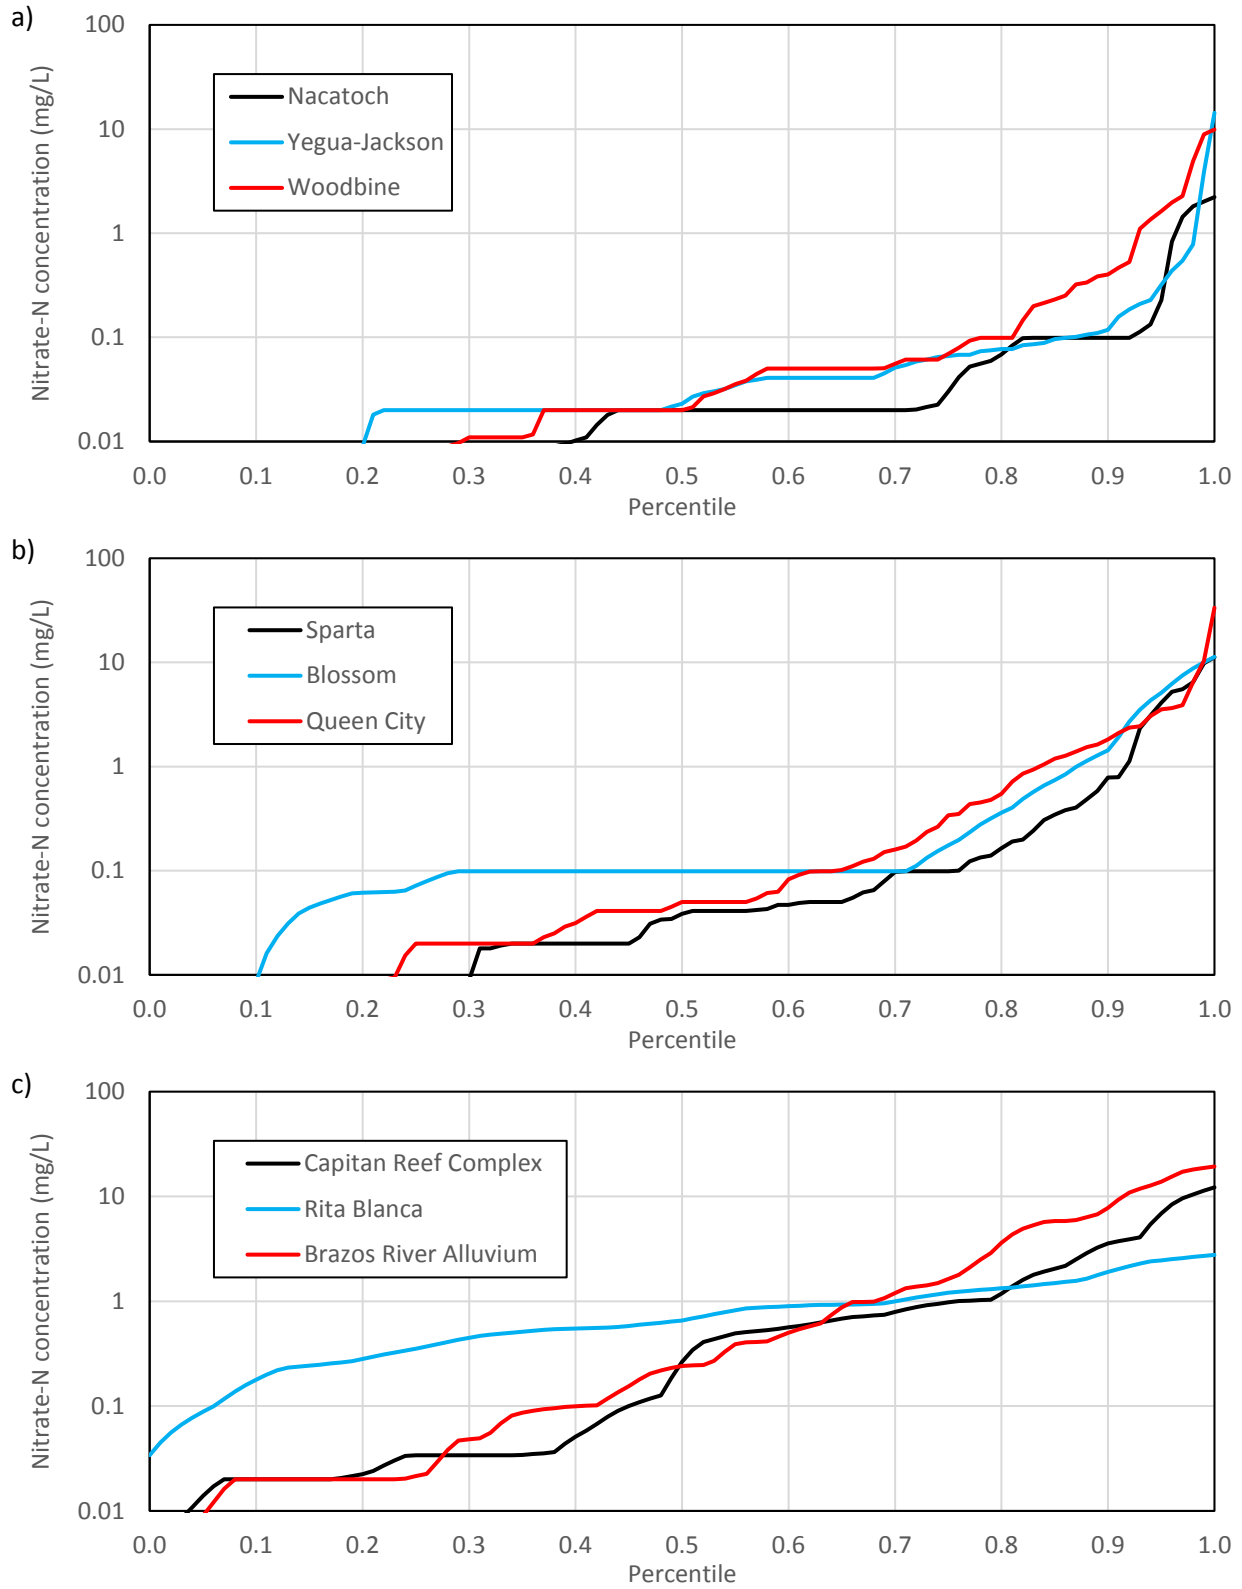 a)
Nitrate-N concentration (mg/L)
100
10
1
0.1
0.01
Nacatoch
Yegua-Jackson
Woodbine
0.0 0.1 0.2 0.3 0.4 0.5 0.6 0.7 0.8 0.9 1.0
Percentile
b)
Nitrate-N concentration (mg/L)
100
10
1
0.1
0.01
Sparta
Blossom
Queen City
0.0 0.1 0.2 0.3 0.4 0.5 0.6 0.7 0.8 0.9 1.0
Percentile
c)
Nitrate-N concentration (mg/L)
100
10
1
0.1
0.01
Capitan Reef Complex
Rita Blanca
Brazos River Alluvium
0.0 0.1 0.2 0.3 0.4 0.5 0.6 0.7 0.8 0.9 1.0
Percentile